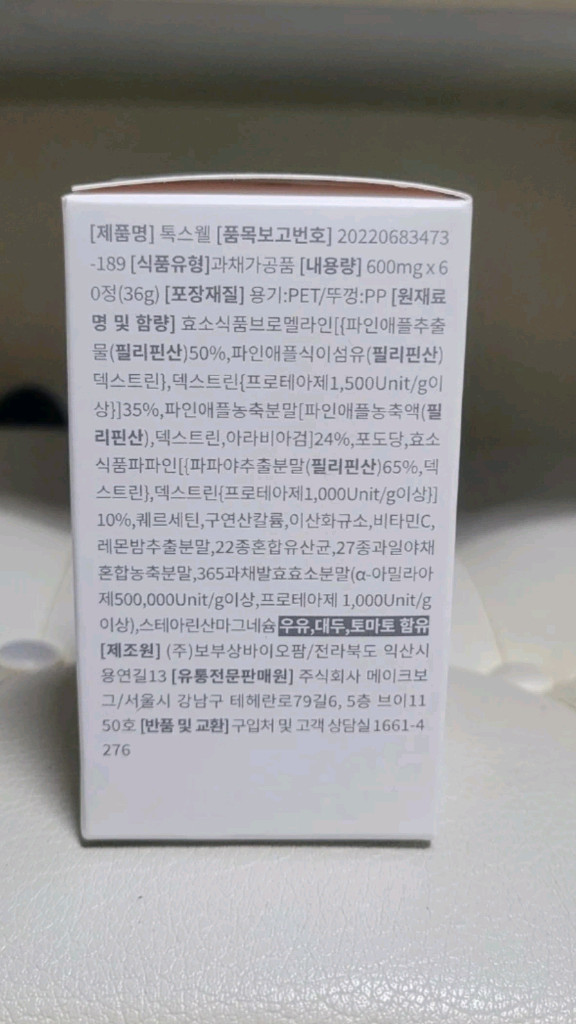 [제품명] 톡스웰 [품목보고번호] 20220683473
-189 [식품유형]과채가공품 [내용량] 600mg x 6
0정(36g) [포장재질] 용기:PET/뚜껑:PP [원재료
명 및 함량] 효소식품브로멜라인[{파인애플추출
물(필리핀산)50%,파인애플식이섬유(필리핀산)
덱스트린},덱스트린{프로테아제1,500Unit/g이
상}]35%,파인애플농축분말[파인애플농축액(필
리핀산),덱스트린,아라비아검]24%,포도당,효소
식품파파인[{파파야추출분말(필리핀산)65%,덱
스트린},덱스트린{프로테아제1,000Unit/g이상}]
10%,퀘르세틴,구연산칼륨,이산화규소,비타민C,
레몬밤추출분말,22종혼합유산균,27종과일야채
혼합농축분말,365과채발효효소분말(α-아밀라아
제500,000Unit/g이상,프로테아제 1,000Unit/g
이상),스테아린산마그네슘 우유,대두,토마토 함유
[제조원] (주)보부상바이오팜/전라북도 익산시
용연길13 [유통전문판매원] 주식회사 메이크보
그/서울시 강남구 테헤란로79길6, 5층 브이11
50호 [반품 및 교환] 구입처 및 고객 상담실 1661-4
276